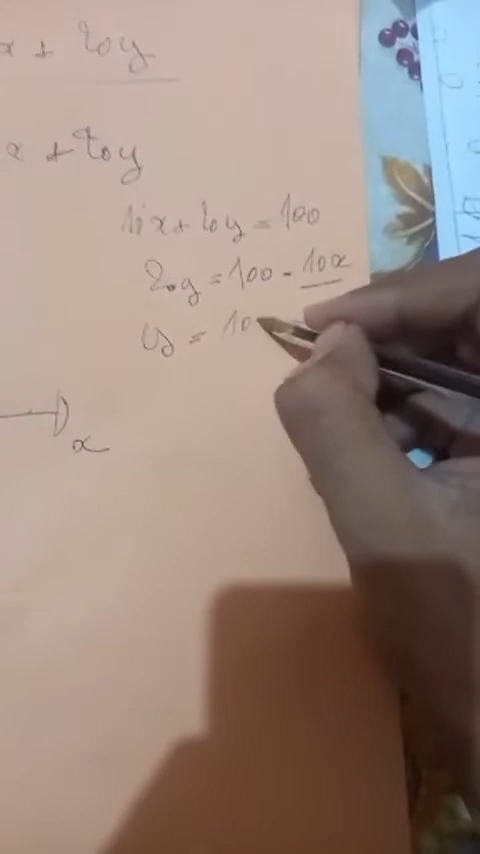 x + 20y
x + 20y
10x + 20y = 100
20y = 100 - 10x
y = 10
x